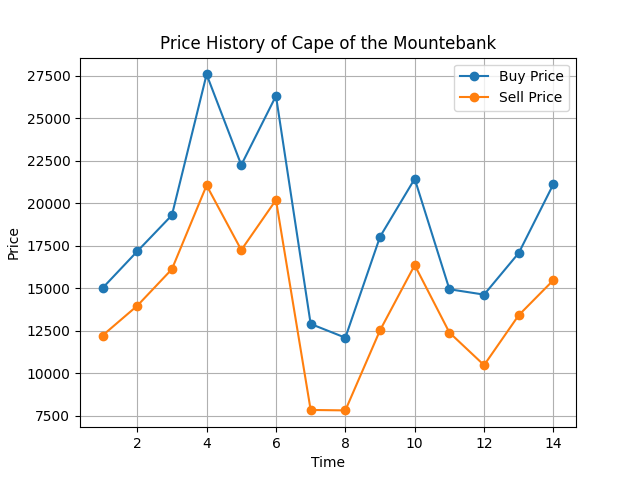 Price History of Cape of the Mountebank
Buy Price
Sell Price
27500
25000
22500
20000
17500
15000
12500
10000
7500
Price
2 4 6 8 10 12 14
Time